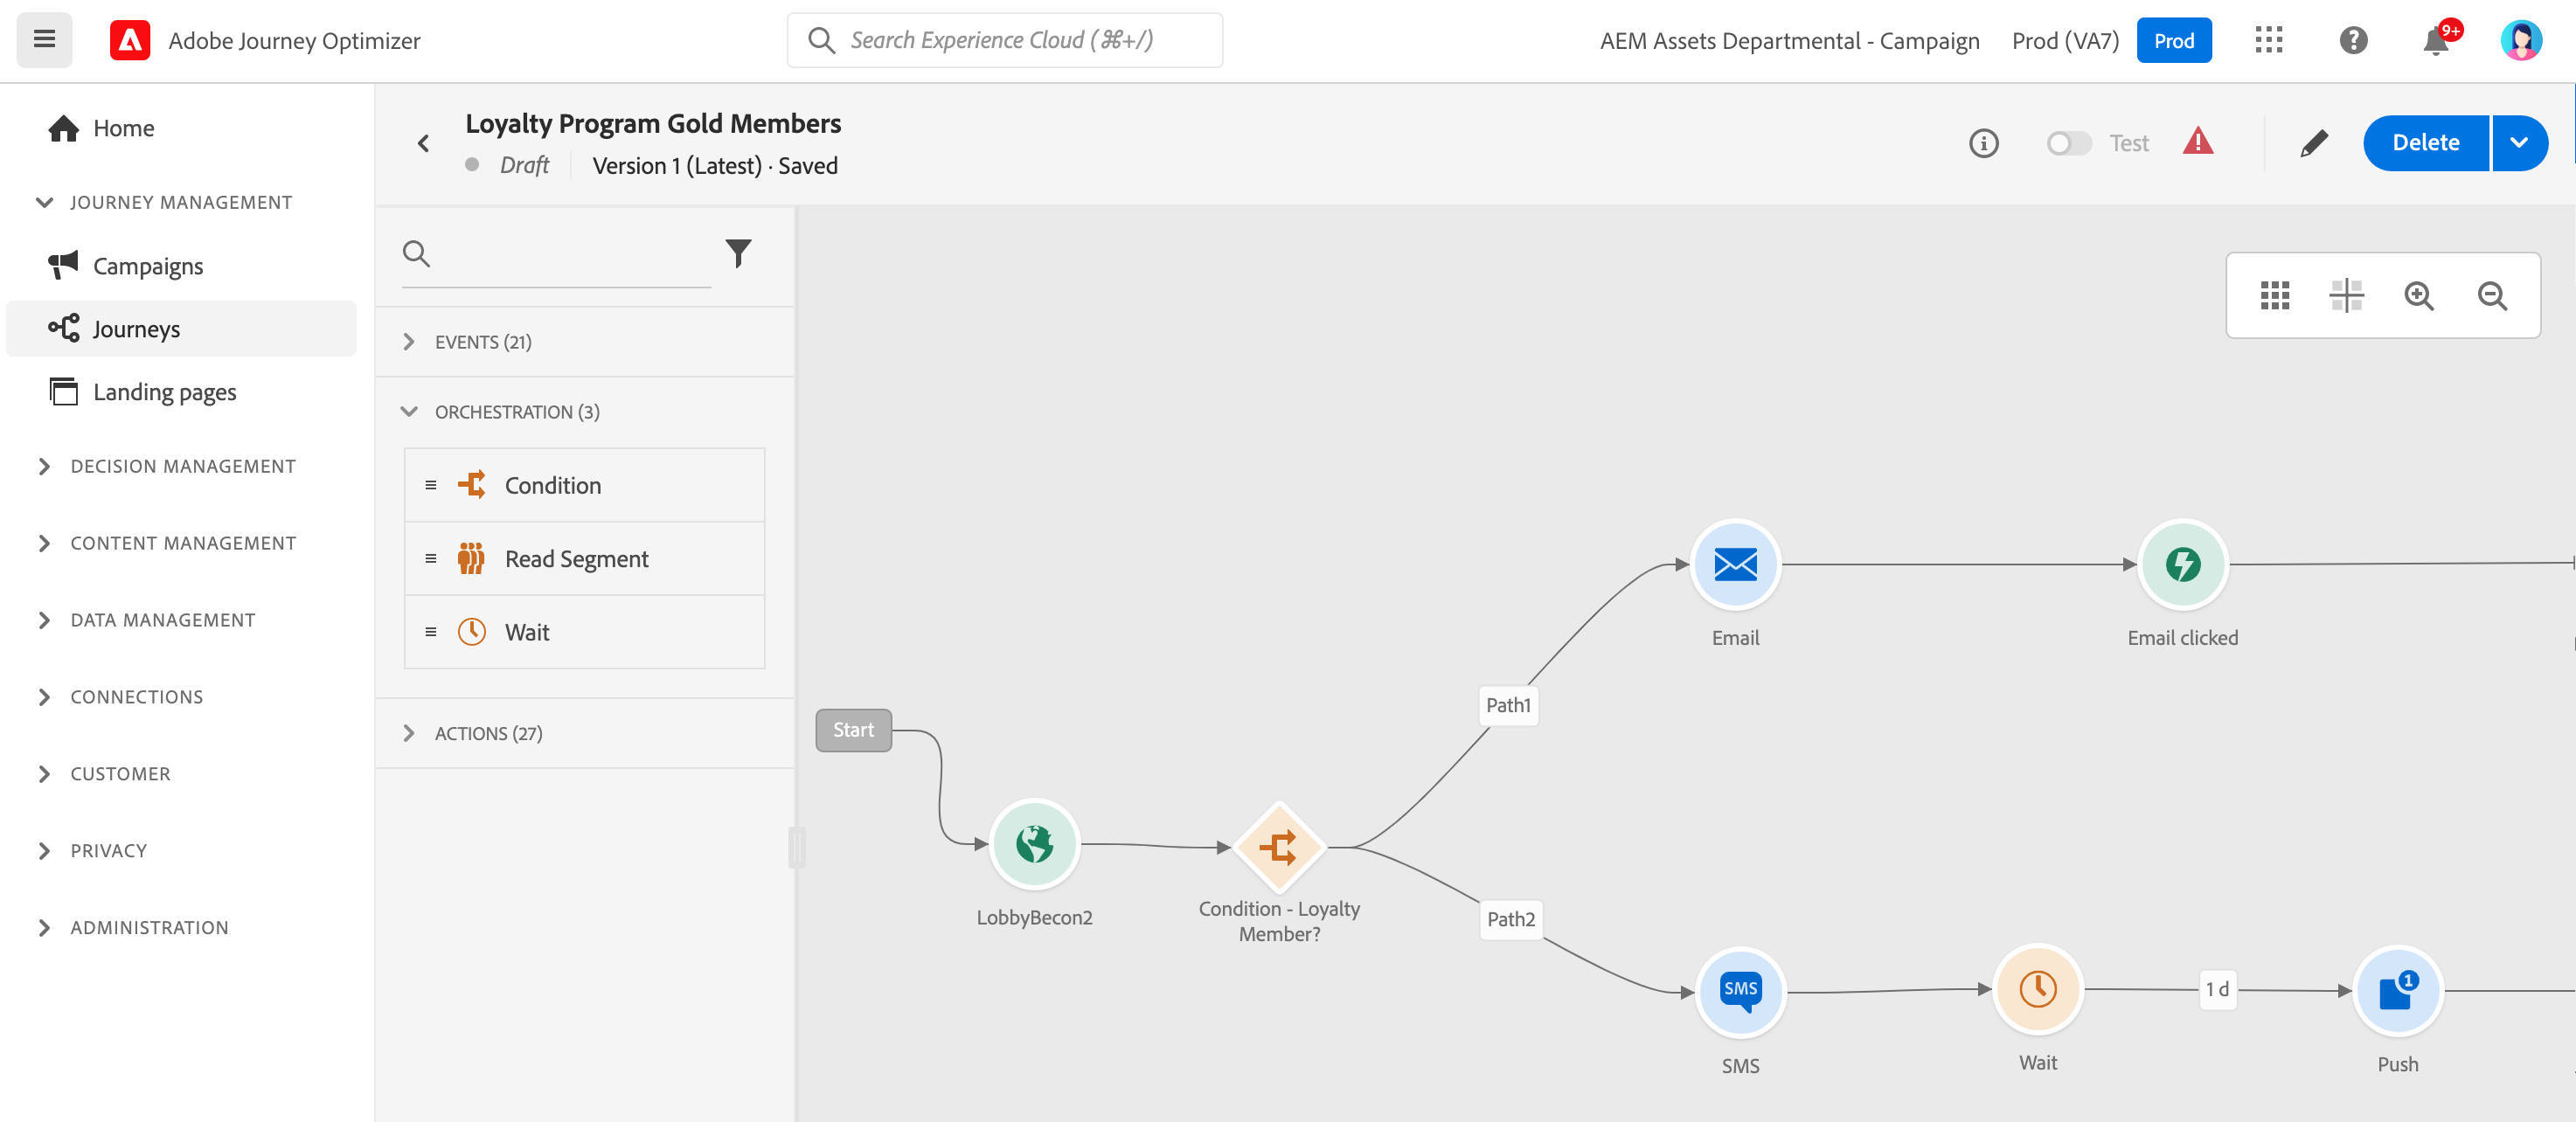 Adobe Journey Optimizer
Search Experience Cloud (⌘+/)
AEM Assets Departmental - Campaign
Prod (VA7)
Prod
9+
Home
JOURNEY MANAGEMENT
Campaigns
Journeys
Landing pages
DECISION MANAGEMENT
CONTENT MANAGEMENT
DATA MANAGEMENT
CONNECTIONS
CUSTOMER
PRIVACY
ADMINISTRATION
Loyalty Program Gold Members
Draft
Version 1 (Latest) · Saved
Test
Delete
EVENTS (21)
ORCHESTRATION (3)
Condition
Read Segment
Wait
ACTIONS (27)
Start
LobbyBecon2
Condition - Loyalty
Member?
Path1
Email
Email clicked
Path2
SMS
SMS
Wait
1 d
1
Push